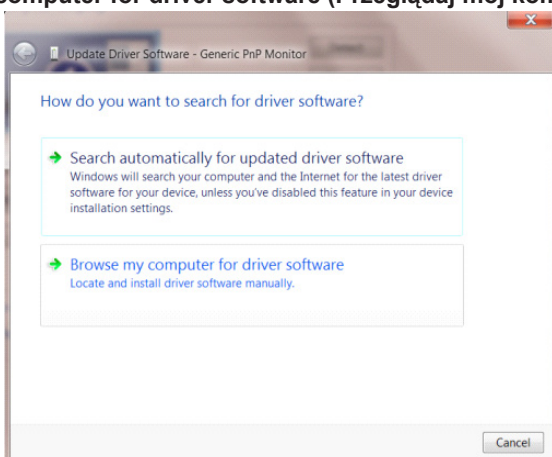 computer for driver software (Przeglądaj mój kom
Update Driver Software - Generic PnP Monitor
How do you want to search for driver software?
Search automatically for updated driver software
Windows will search your computer and the Internet for the latest driver
software for your device, unless you've disabled this feature in your device
installation settings.
Browse my computer for driver software
Locate and install driver software manually.
Cancel